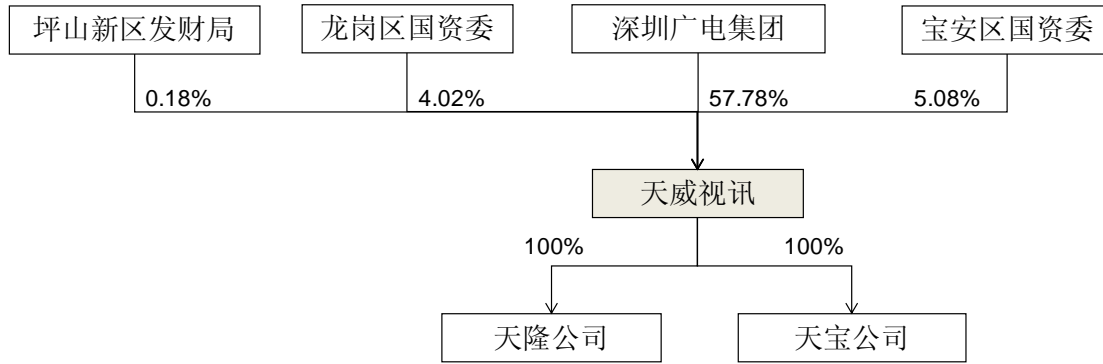 坪山新区发财局
龙岗区国资委
深圳广电集团
宝安区国资委
0.18%
4.02%
57.78%
5.08%
天威视讯
100%
100%
天隆公司
天宝公司